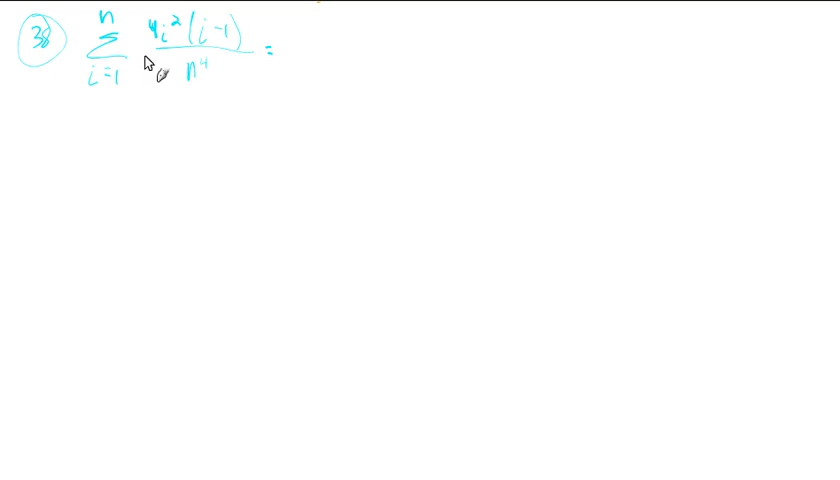 38 n∑i=1 4i²(i-1)/n⁴ =